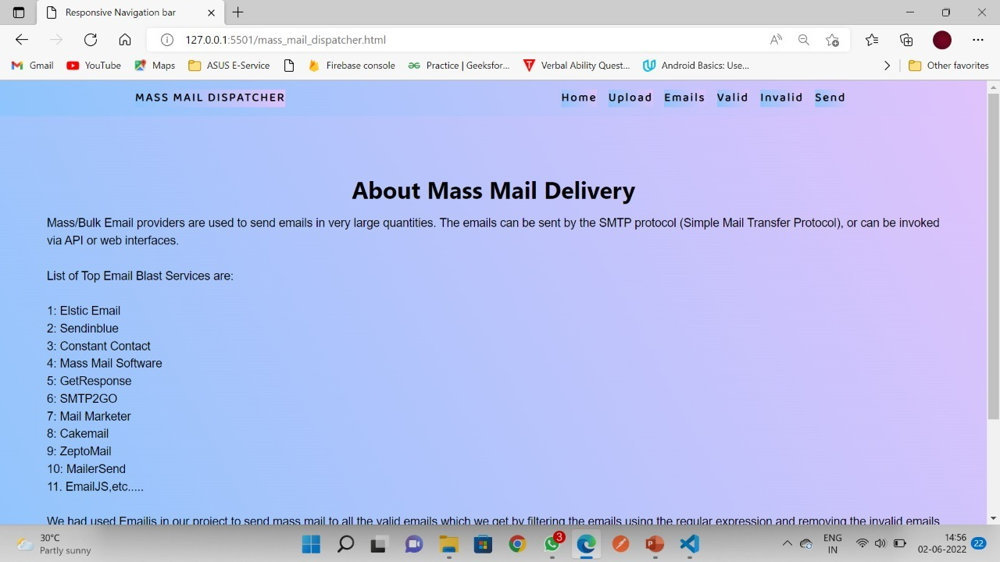 Responsive Navigation bar
127.0.0.1:5501/mass_mail_dispatcher.html
Gmail YouTube Maps ASUS E-Service Firebase console Practice | Geeksfor... Verbal Ability Quest... Android Basics: Use... Other favorites
MASS MAIL DISPATCHER Home Upload Emails Valid Invalid Send
About Mass Mail Delivery
Mass/Bulk Email providers are used to send emails in very large quantities. The emails can be sent by the SMTP protocol (Simple Mail Transfer Protocol), or can be invoked
via API or web interfaces.
List of Top Email Blast Services are:
1: Elstic Email
2: Sendinblue
3: Constant Contact
4: Mass Mail Software
5: GetResponse
6: SMTP2GO
7: Mail Marketer
8: Cakemail
9: ZeptoMail
10: MailerSend
11. EmailJS,etc.....
We had used Emailjs in our project to send mass mail to all the valid emails which we get by filtering the emails using the regular expression and removing the invalid emails
30°C
Partly sunny
3
ENG
IN
14:56
02-06-2022
22